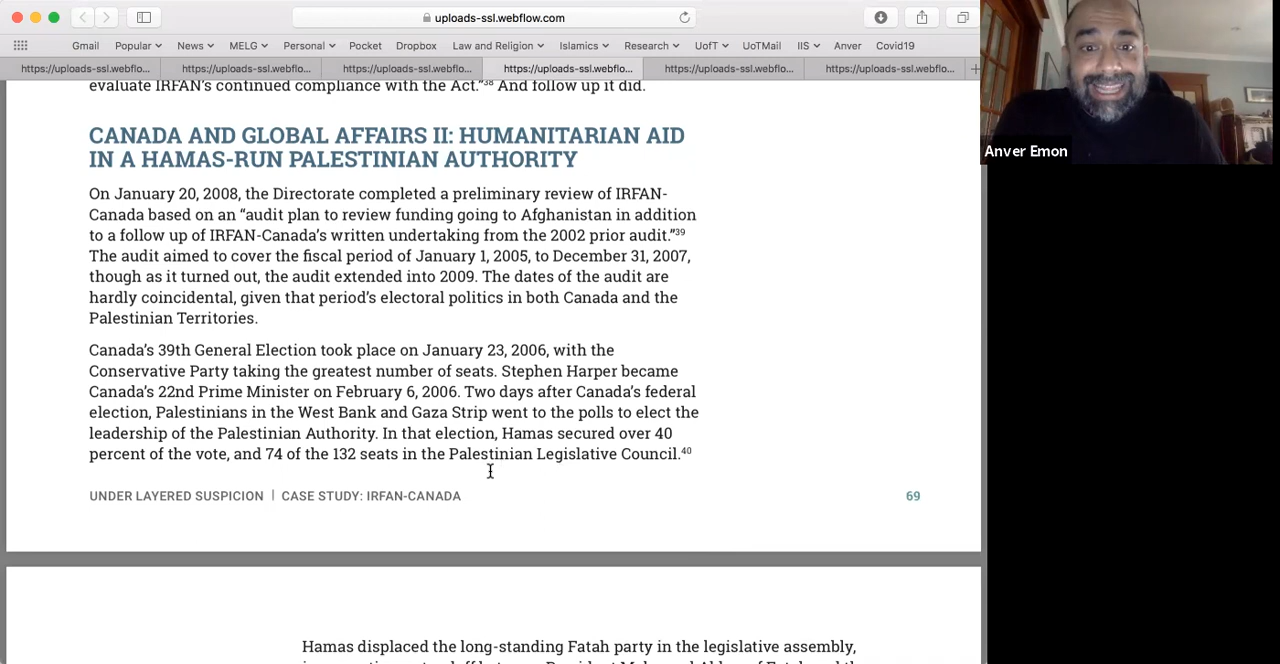 uploads-ssl.webflow.com
Gmail Popular News MELG Personal Pocket Dropbox Law and Religion Islamics Research UofT UoTMail IIS Anver Covid19
https://uploads-ssl.webflo... https://uploads-ssl.webflo... https://uploads-ssl.webflo... https://uploads-ssl.webflo... https://uploads-ssl.webflo... https://uploads-ssl.webflo...
Anver Emon
evaluate IRFAN's continued compliance with the Act."38 And follow up it did.
CANADA AND GLOBAL AFFAIRS II: HUMANITARIAN AID
IN A HAMAS-RUN PALESTINIAN AUTHORITY
On January 20, 2008, the Directorate completed a preliminary review of IRFAN-
Canada based on an “audit plan to review funding going to Afghanistan in addition
to a follow up of IRFAN-Canada’s written undertaking from the 2002 prior audit.”39
The audit aimed to cover the fiscal period of January 1, 2005, to December 31, 2007,
though as it turned out, the audit extended into 2009. The dates of the audit are
hardly coincidental, given that period’s electoral politics in both Canada and the
Palestinian Territories.
Canada’s 39th General Election took place on January 23, 2006, with the
Conservative Party taking the greatest number of seats. Stephen Harper became
Canada’s 22nd Prime Minister on February 6, 2006. Two days after Canada’s federal
election, Palestinians in the West Bank and Gaza Strip went to the polls to elect the
leadership of the Palestinian Authority. In that election, Hamas secured over 40
percent of the vote, and 74 of the 132 seats in the Palestinian Legislative Council.40
UNDER LAYERED SUSPICION | CASE STUDY: IRFAN-CANADA 69
Hamas displaced the long-standing Fatah party in the legislative assembly,